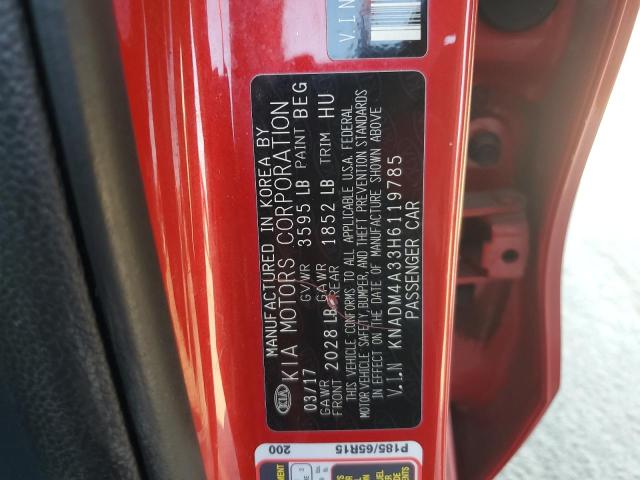 MANUFACTURED IN KOREA BY
KIA MOTORS CORPORATION
KIA
03/17 GVWR 3595 LB PAINT BEG
GAWR FRONT 2028 LB GAWR REAR 1852 LB TRIM HU
THIS VEHICLE CONFORMS TO ALL APPLICABLE U.S.A. FEDERAL
MOTOR VEHICLE SAFETY, BUMPER, AND THEFT PREVENTION STANDARDS
IN EFFECT ON THE DATE OF MANUFACTURE SHOWN ABOVE
V.I.N KNADM4A33H6119785
PASSENGER CAR
V.I.N
P185/65R15
200